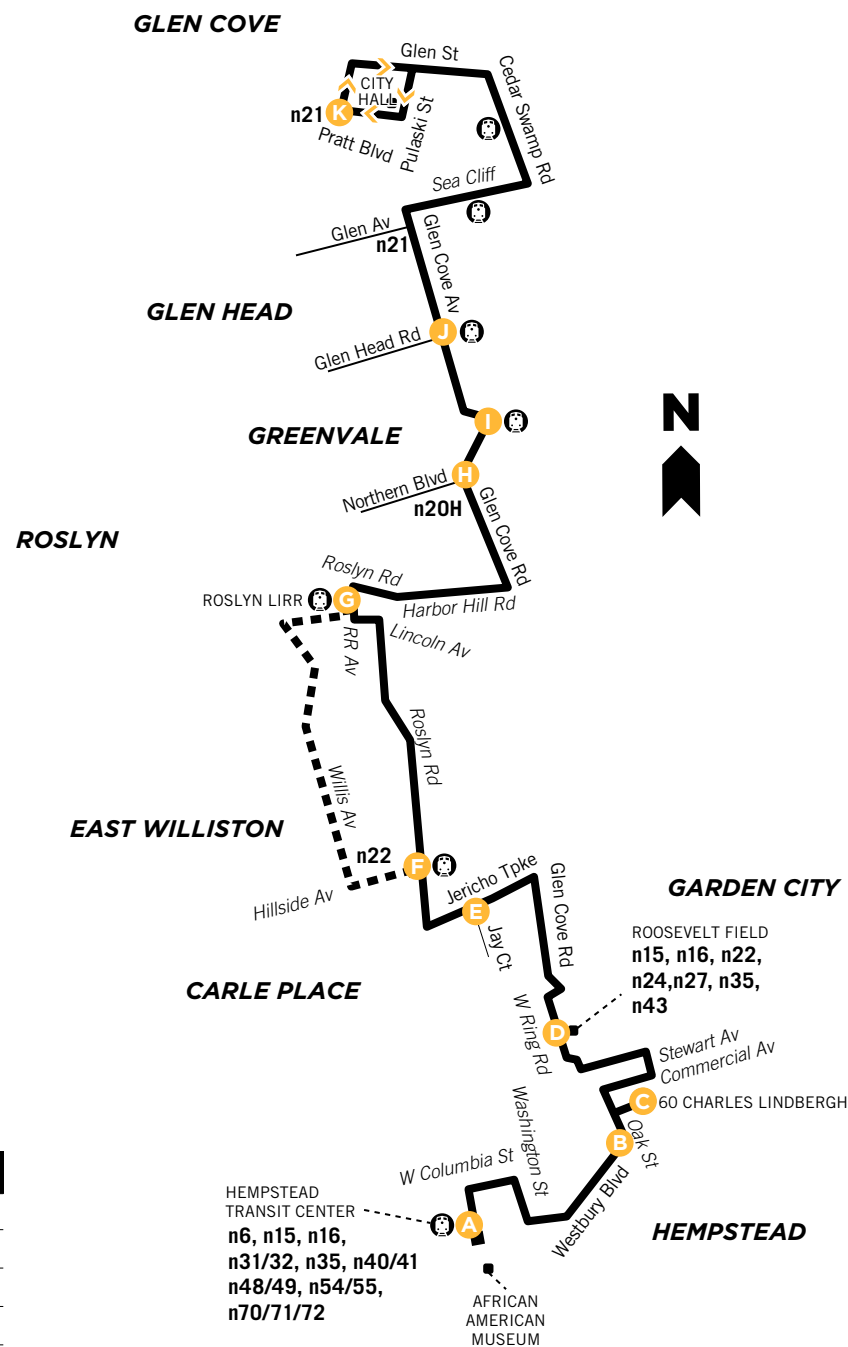 GLEN COVE
Glen St
Cedar Swamp Rd
CITY
HALL
n21
K
Pulaski St
Pratt Blvd
Sea Cliff
Glen Av
n21
Glen Cove Av
GLEN HEAD
J
Glen Head Rd
I
N
GREENVALE
H
Northern Blvd
n20H
Glen Cove Rd
ROSLYN
Roslyn Rd
ROSLYN LIRR
G
Harbor Hill Rd
RR Av
Lincoln Av
Roslyn Rd
Willis Av
EAST WILLISTON
n22
F
Hillside Av
Jericho Tpke
E
Jay Ct
Glen Cove Rd
GARDEN CITY
ROOSEVELT FIELD
n15, n16, n22,
n24,n27, n35,
n43
CARLE PLACE
W Ring Rd
D
Stewart Av
Commercial Av
C
60 CHARLES LINDBERGH
Oak St
B
Washington St
W Columbia St
Westbury Blvd
HEMPSTEAD
TRANSIT CENTER
A
n6, n15, n16,
n31/32, n35, n40/41
n48/49, n54/55,
n70/71/72
HEMPSTEAD
AFRICAN
AMERICAN
MUSEUM